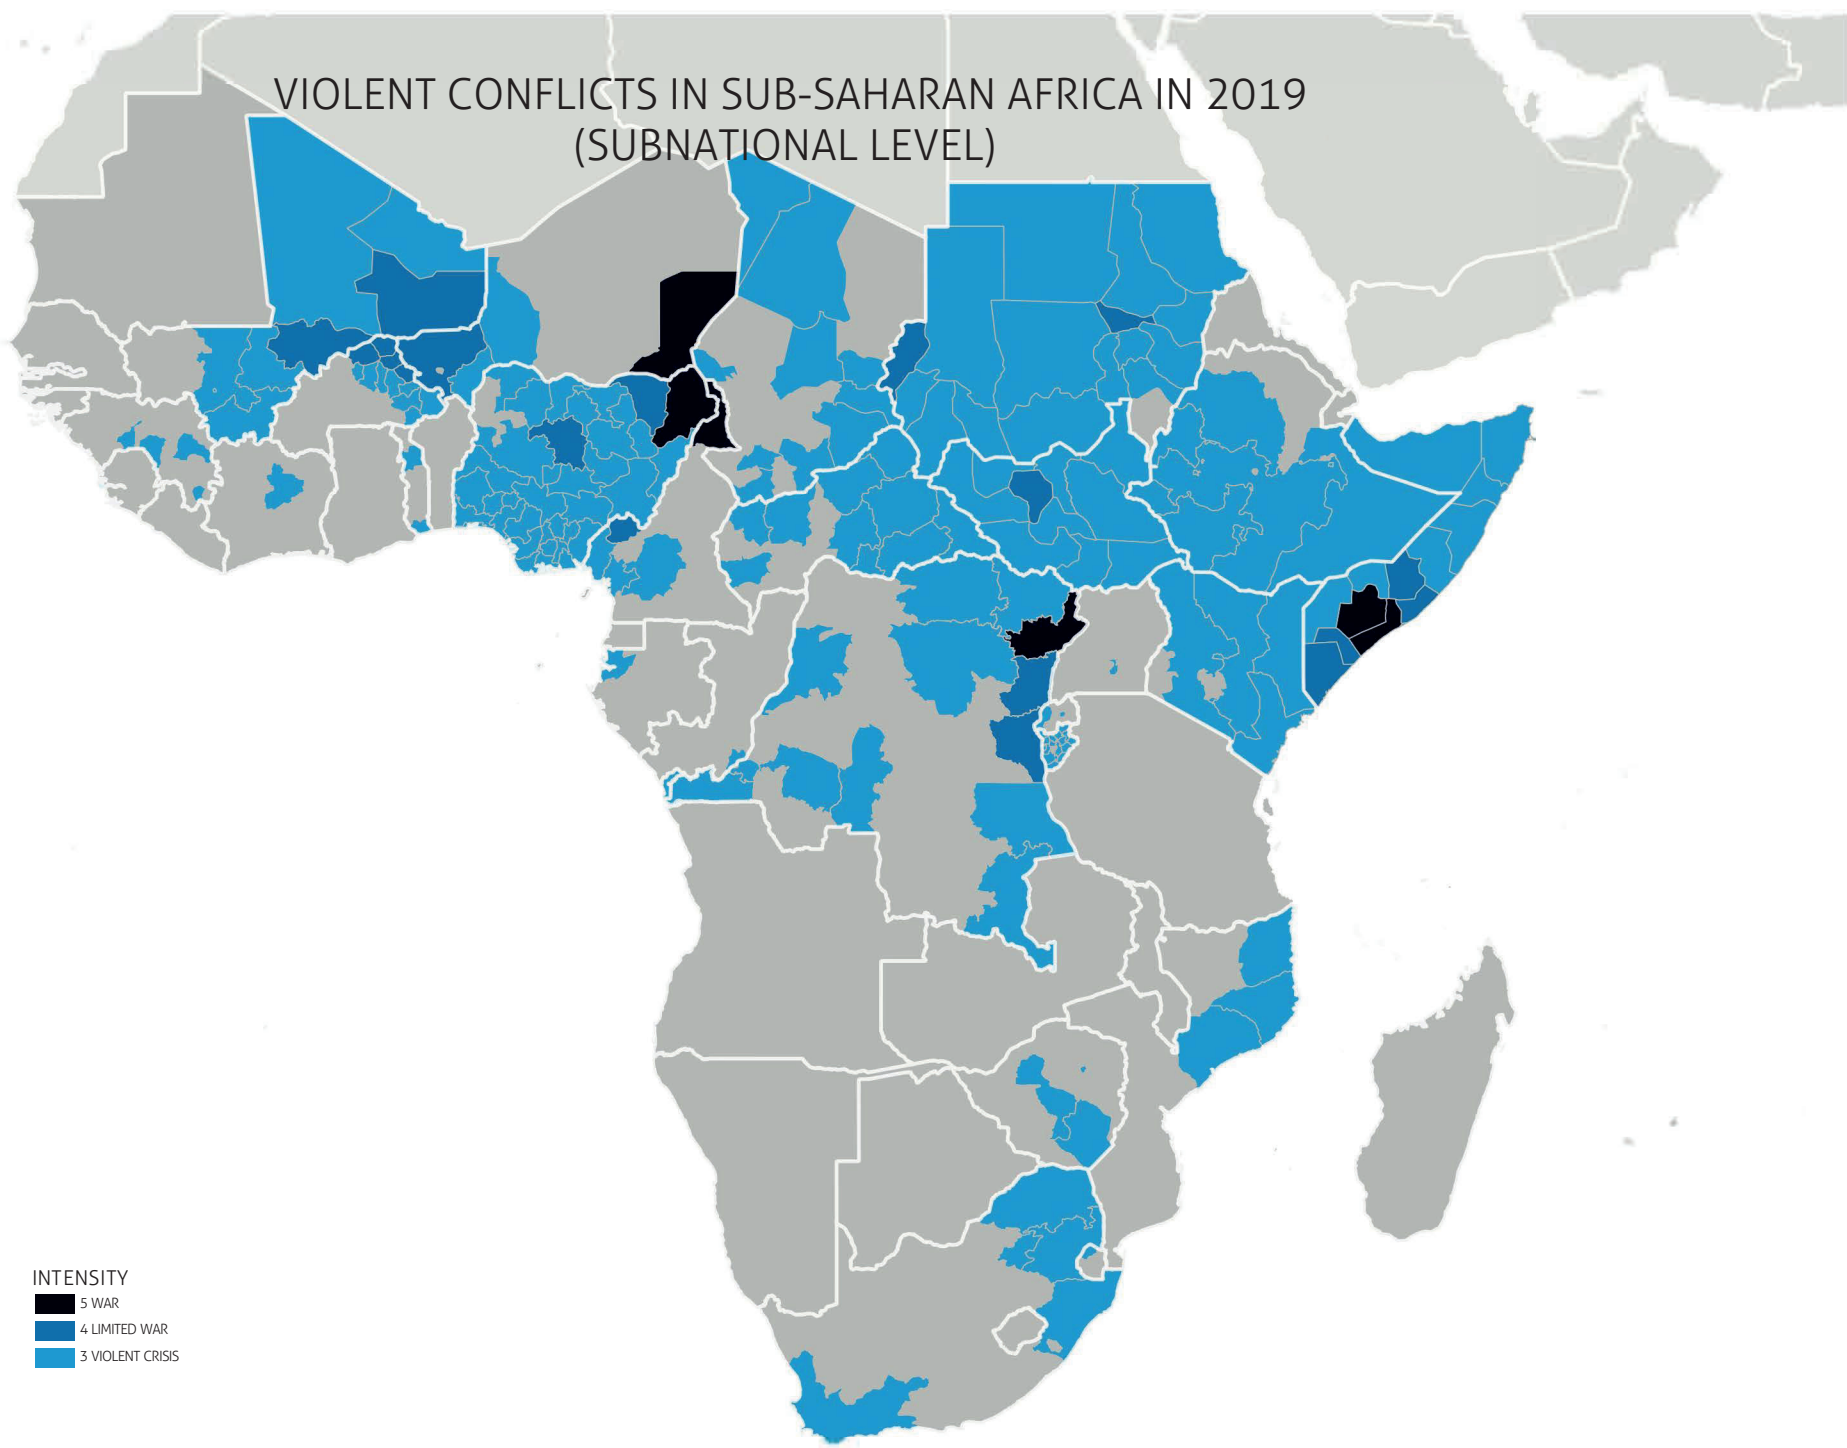 VIOLENT CONFLICTS IN SUB-SAHARAN AFRICA IN 2019
(SUBNATIONAL LEVEL)
INTENSITY
5 WAR
4 LIMITED WAR
3 VIOLENT CRISIS